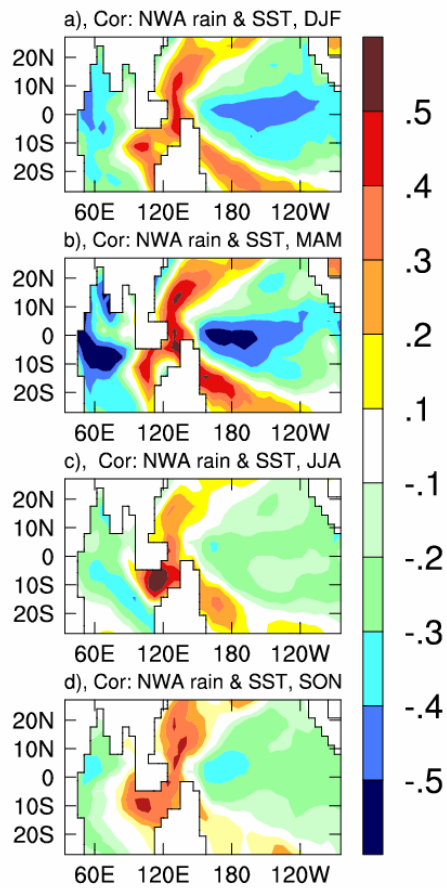 a), Cor: NWA rain & SST, DJF
20N
10N
0
10S
20S
60E 120E 180 120W
b), Cor: NWA rain & SST, MAM
20N
10N
0
10S
20S
60E 120E 180 120W
c), Cor: NWA rain & SST, JJA
20N
10N
0
10S
20S
60E 120E 180 120W
d), Cor: NWA rain & SST, SON
20N
10N
0
10S
20S
60E 120E 180 120W
.5
.4
.3
.2
.1
-.1
-.2
-.3
-.4
-.5